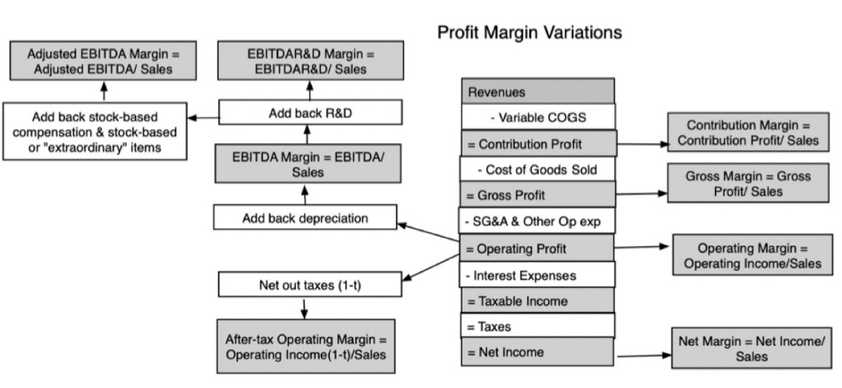 Profit Margin Variations
Adjusted EBITDA Margin =
Adjusted EBITDA/ Sales
EBITDAR&D Margin =
EBITDAR&D/ Sales
Add back stock-based
compensation & stock-based
or "extraordinary" items
Add back R&D
EBITDA Margin = EBITDA/
Sales
Add back depreciation
Net out taxes (1-t)
After-tax Operating Margin =
Operating Income(1-t)/Sales
Revenues
- Variable COGS
= Contribution Profit
- Cost of Goods Sold
= Gross Profit
- SG&A & Other Op exp
= Operating Profit
- Interest Expenses
= Taxable Income
= Taxes
= Net Income
Contribution Margin =
Contribution Profit/ Sales
Gross Margin = Gross
Profit/ Sales
Operating Margin =
Operating Income/Sales
Net Margin = Net Income/
Sales